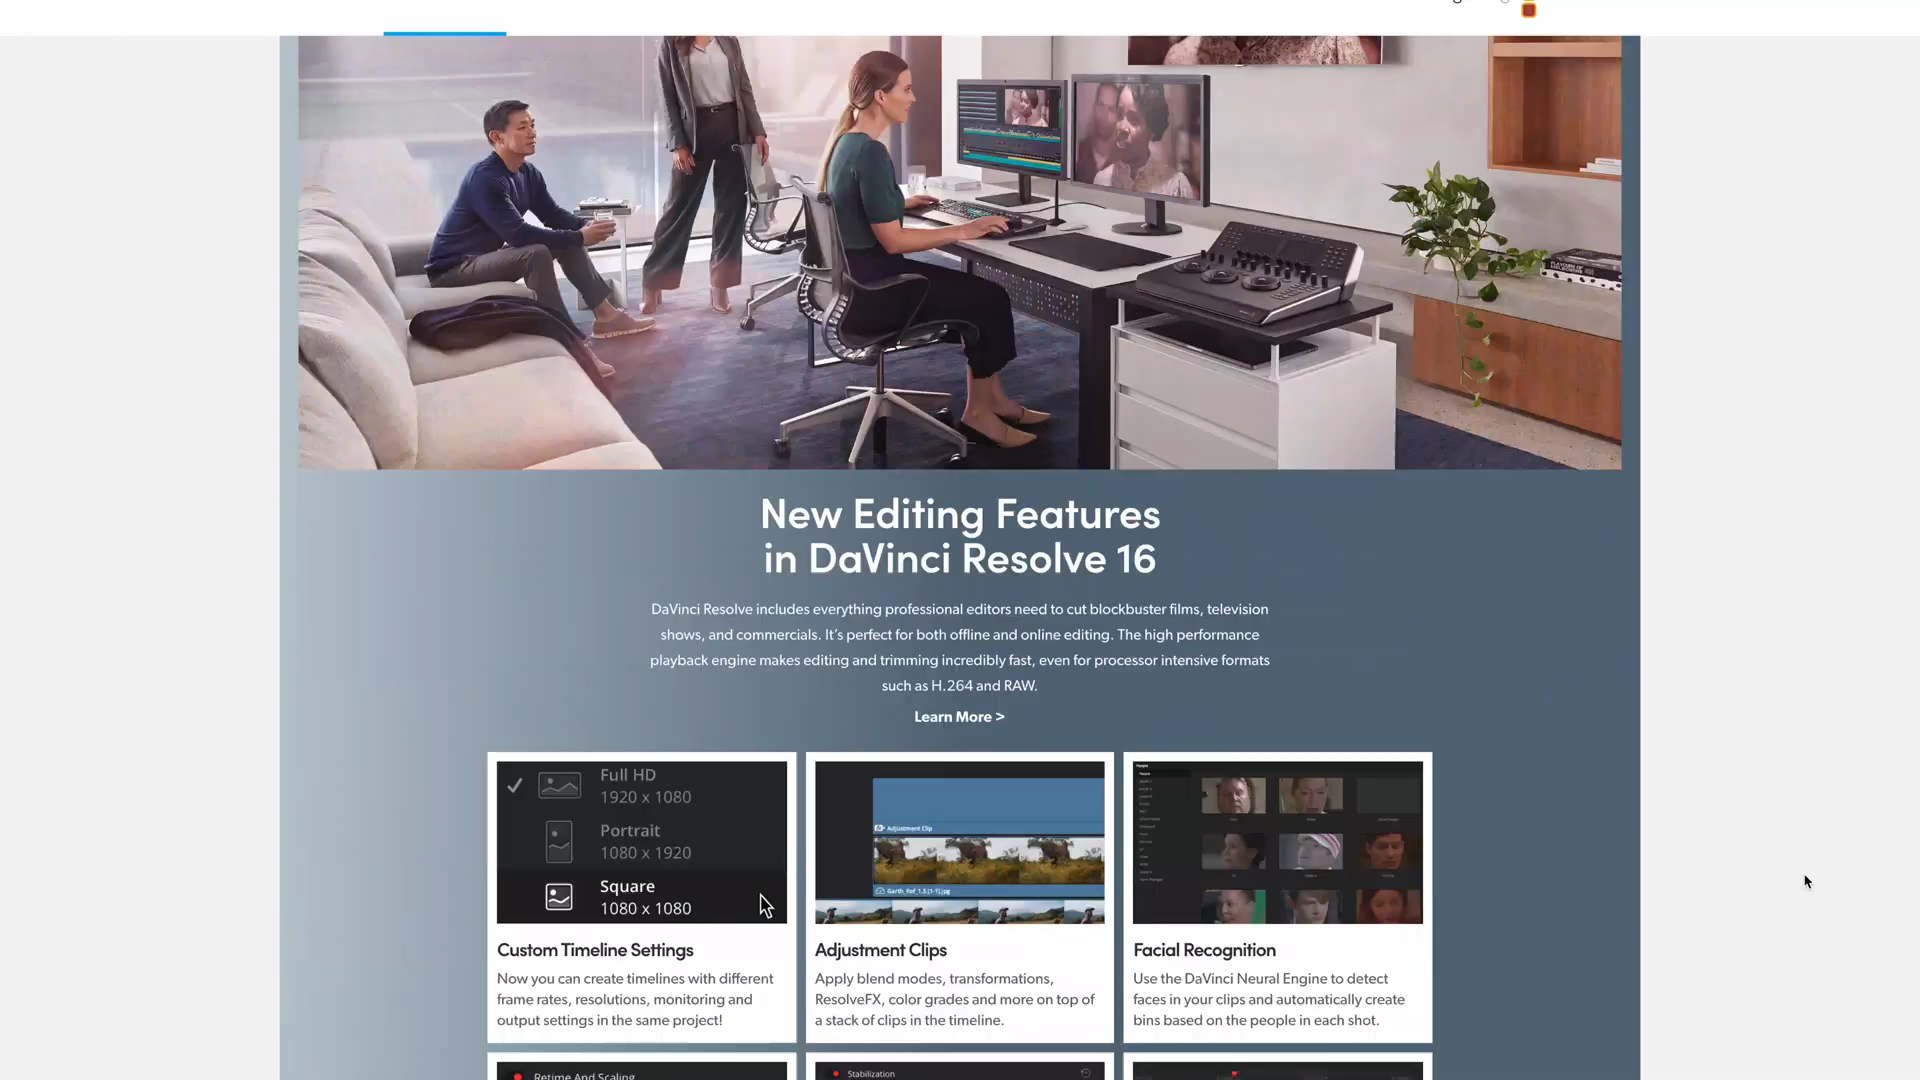 New Editing Features
in DaVinci Resolve 16
DaVinci Resolve includes everything professional editors need to cut blockbuster films, television
shows, and commercials. It’s perfect for both offline and online editing. The high performance
playback engine makes editing and trimming incredibly fast, even for processor intensive formats
such as H.264 and RAW.
Learn More >
Full HD
1920 x 1080
Portrait
1080 x 1920
Square
1080 x 1080
Custom Timeline Settings
Now you can create timelines with different
frame rates, resolutions, monitoring and
output settings in the same project!
Adjustment Clip
Garth_Ref_1.3.[1-1].jpg
Adjustment Clips
Apply blend modes, transformations,
ResolveFX, color grades and more on top of
a stack of clips in the timeline.
Facial Recognition
Use the DaVinci Neural Engine to detect
faces in your clips and automatically create
bins based on the people in each shot.
Retime And Scaling
Stabilization